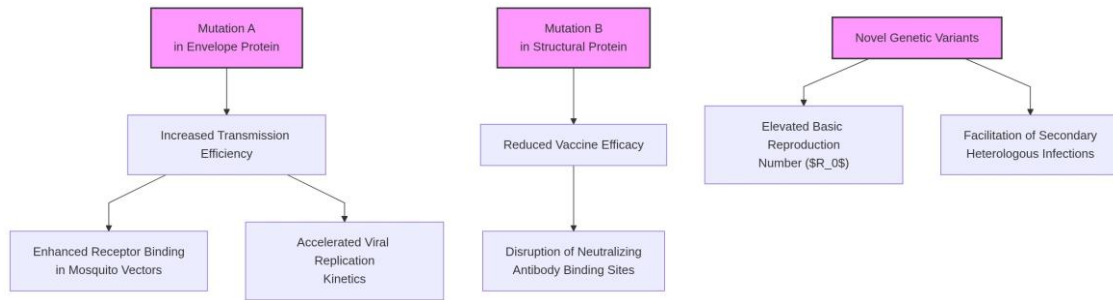 Mutation A
in Envelope Protein
Mutation B
in Structural Protein
Novel Genetic Variants
Increased Transmission
Efficiency
Reduced Vaccine Efficacy
Elevated Basic
Reproduction
Number ($R_0$)
Facilitation of Secondary
Heterologous Infections
Enhanced Receptor Binding
in Mosquito Vectors
Accelerated Viral
Replication
Kinetics
Disruption of Neutralizing
Antibody Binding Sites